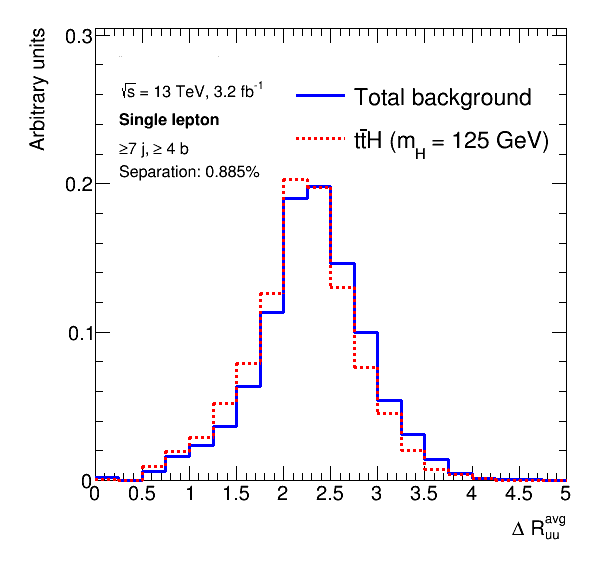 Arbitrary units
0.3
0.2
0.1
0
√s = 13 TeV, 3.2 fb⁻¹
Single lepton
≥7 j, ≥ 4 b
Separation: 0.885%
Total background
tt̄H (m_H = 125 GeV)
0 0.5 1 1.5 2 2.5 3 3.5 4 4.5 5
Δ R_uu^avg